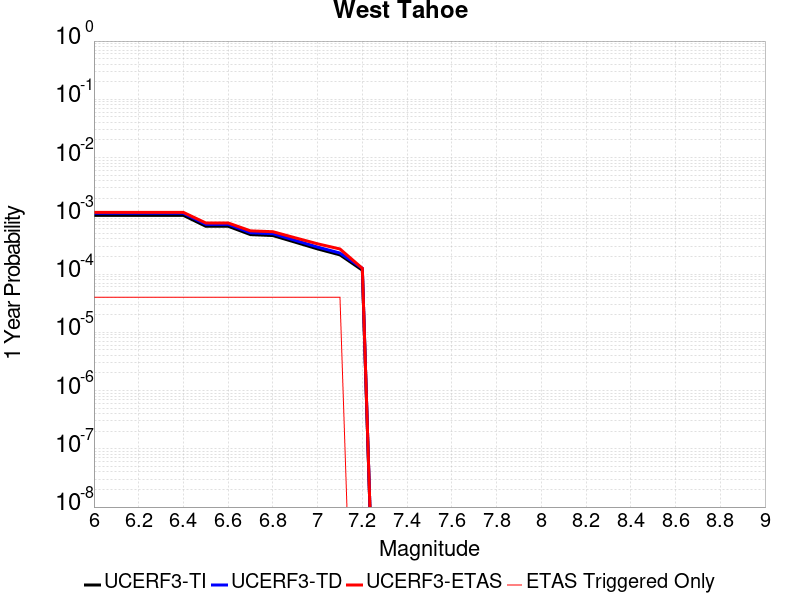 West Tahoe
10^0
10^-1
10^-2
10^-3
10^-4
10^-5
10^-6
10^-7
10^-8
1 Year Probability
6 6.2 6.4 6.6 6.8 7 7.2 7.4 7.6 7.8 8 8.2 8.4 8.6 8.8 9
Magnitude
UCERF3-TI UCERF3-TD UCERF3-ETAS ETAS Triggered Only